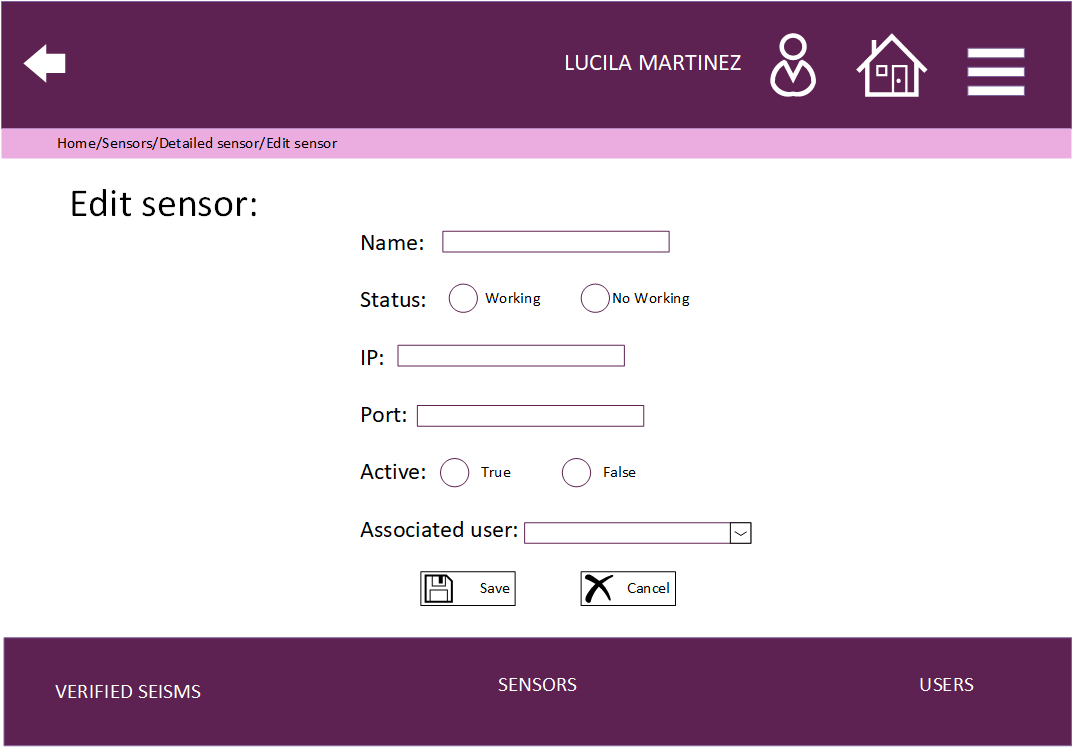 LUCILA MARTINEZ
Home/Sensors/Detailed sensor/Edit sensor
Edit sensor:
Name:
Status: Working No Working
IP:
Port:
Active: True False
Associated user:
Save Cancel
VERIFIED SEISMS SENSORS USERS